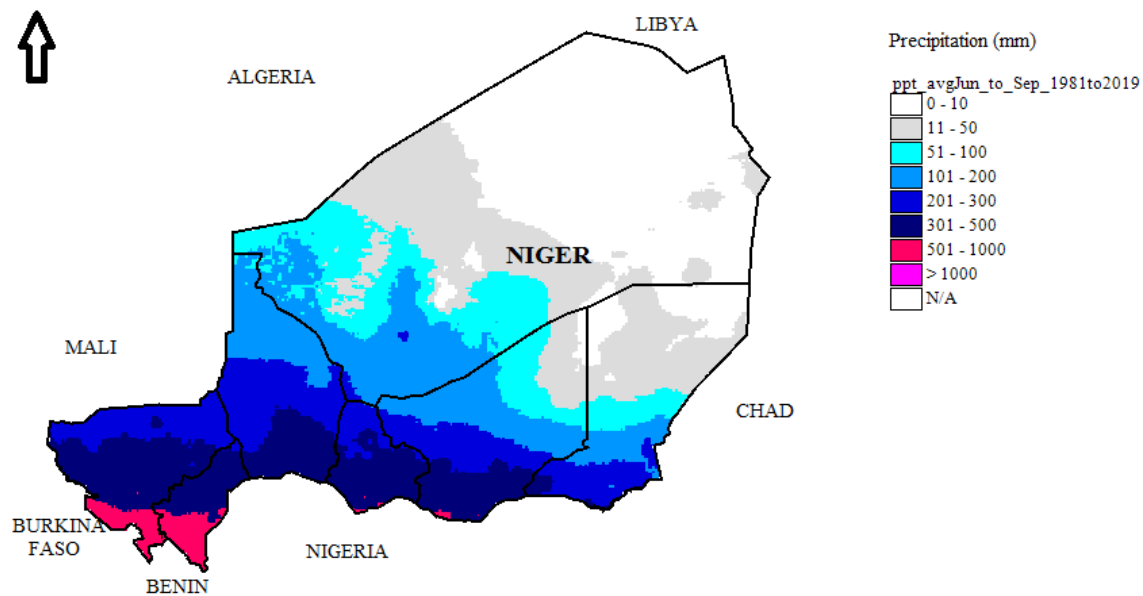 LIBYA
ALGERIA
NIGER
MALI
CHAD
BURKINA
FASO
NIGERIA
BENIN
Precipitation (mm)
ppt_avgJun_to_Sep_1981to2019
0 - 10
11 - 50
51 - 100
101 - 200
201 - 300
301 - 500
501 - 1000
> 1000
N/A